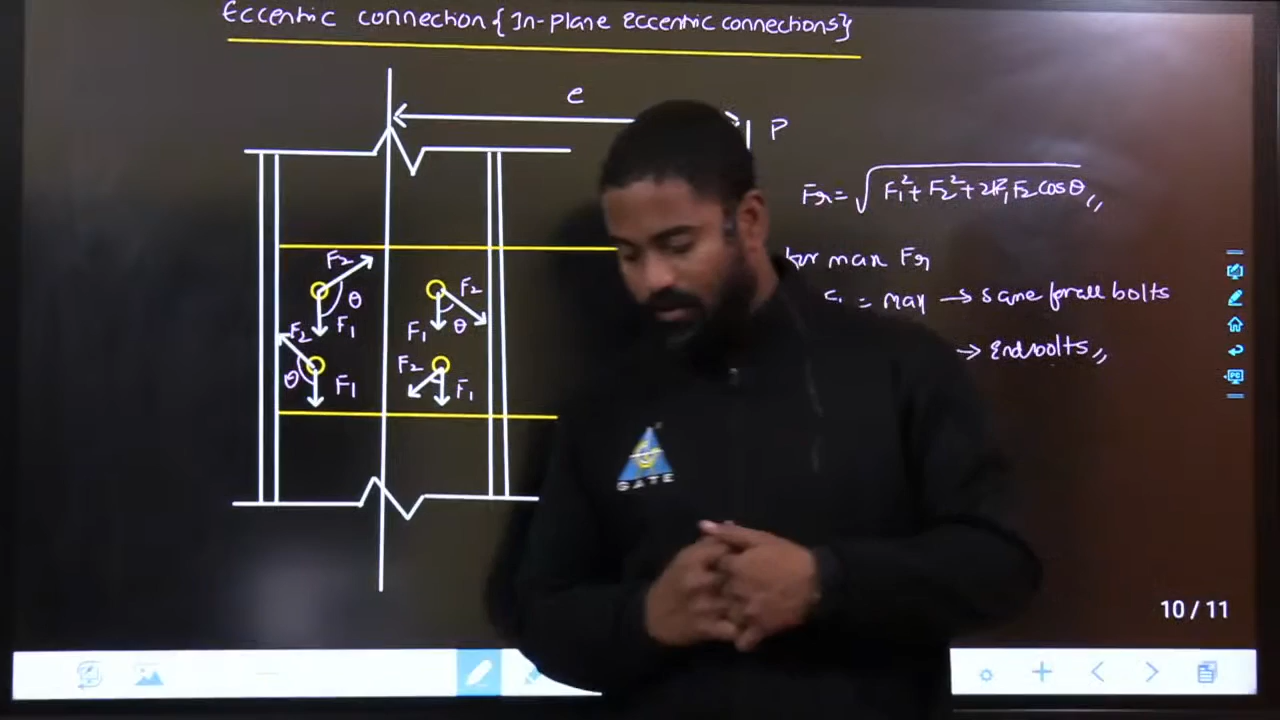 Eccentric connection { In-plane Eccentric connections }
e
P
Fr = √F₁² + F₂² + 2F₁F₂ cosθ,,
for max Fr
= max → same for all bolts
→ End bolts,,
F₂ θ F₁
F₂ F₁ θ
F₂ θ F₁
F₂ F₁
GATE
10 / 11
PC